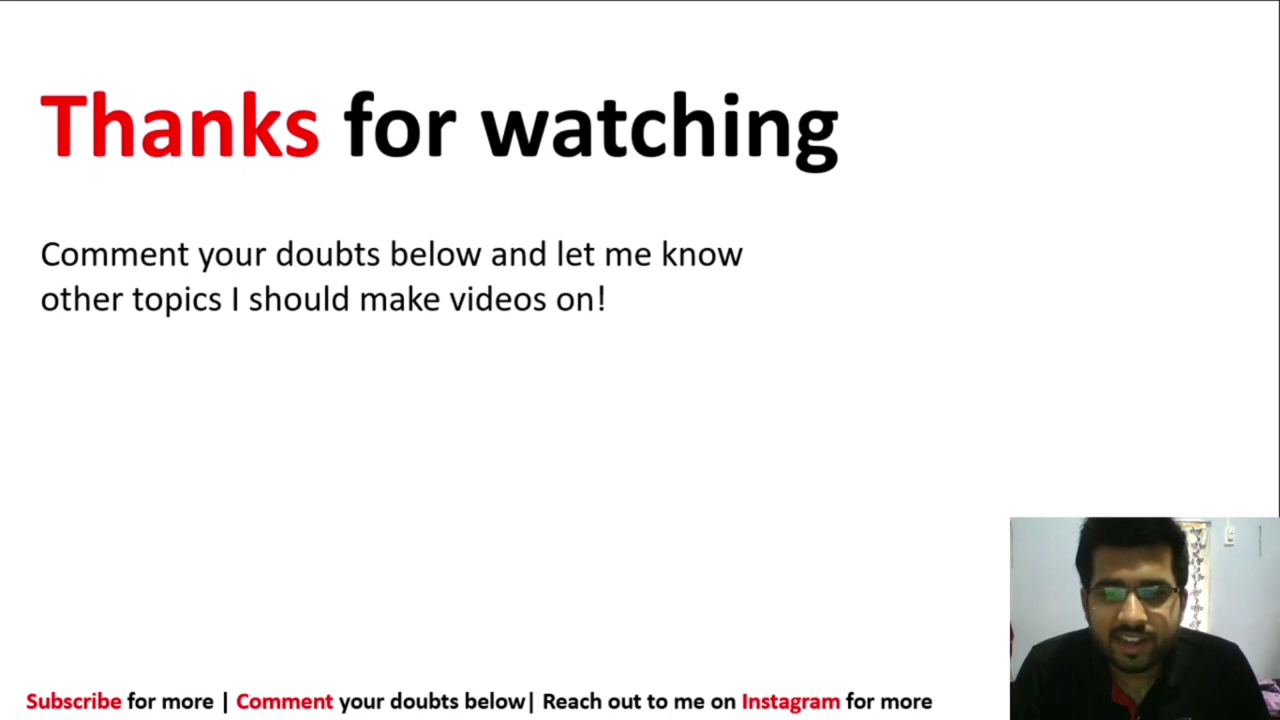 Thanks for watching
Comment your doubts below and let me know
other topics I should make videos on!
Subscribe for more | Comment your doubts below| Reach out to me on Instagram for more